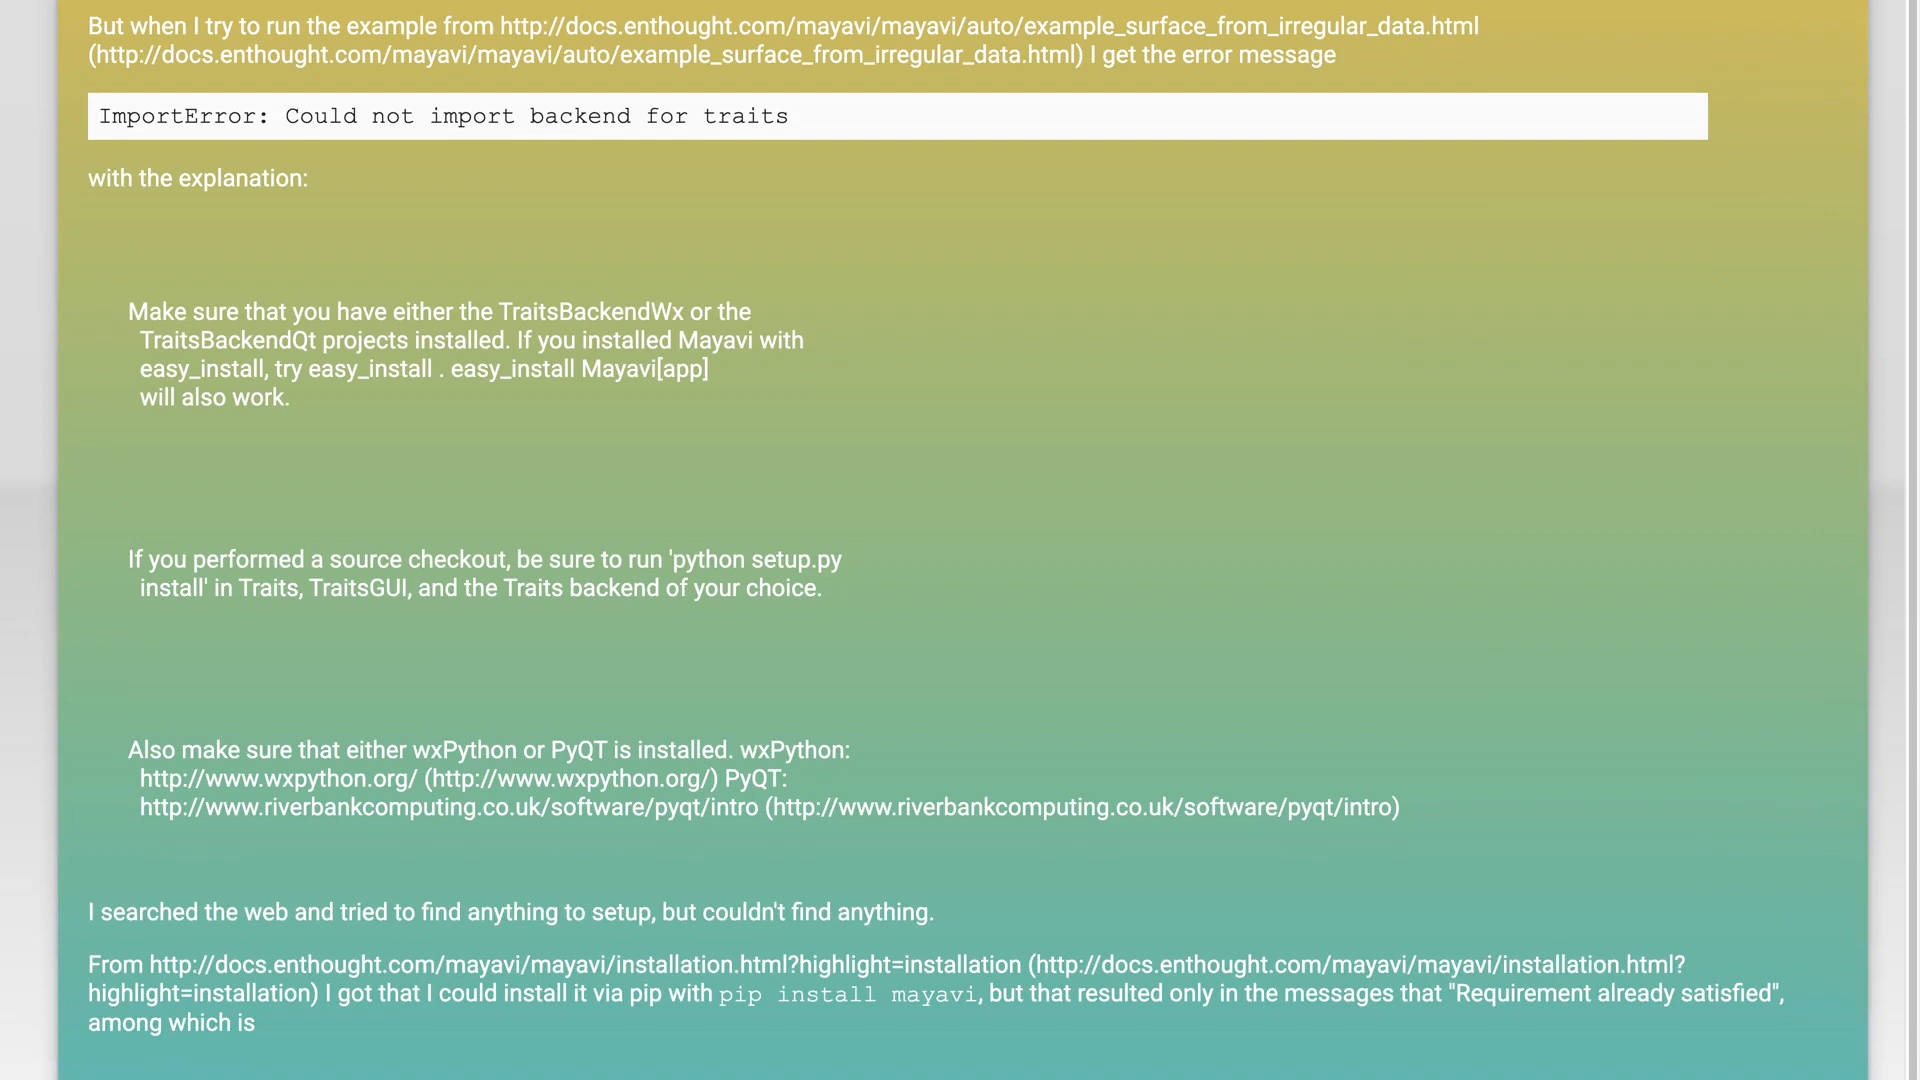 But when I try to run the example from http://docs.enthought.com/mayavi/mayavi/auto/example_surface_from_irregular_data.html
(http://docs.enthought.com/mayavi/mayavi/auto/example_surface_from_irregular_data.html) I get the error message
ImportError: Could not import backend for traits
with the explanation:
Make sure that you have either the TraitsBackendWx or the
TraitsBackendQt projects installed. If you installed Mayavi with
easy_install, try easy_install . easy_install Mayavi[app]
will also work.
If you performed a source checkout, be sure to run 'python setup.py
install' in Traits, TraitsGUI, and the Traits backend of your choice.
Also make sure that either wxPython or PyQT is installed. wxPython:
http://www.wxpython.org/ (http://www.wxpython.org/) PyQT:
http://www.riverbankcomputing.co.uk/software/pyqt/intro (http://www.riverbankcomputing.co.uk/software/pyqt/intro)
I searched the web and tried to find anything to setup, but couldn't find anything.
From http://docs.enthought.com/mayavi/mayavi/installation.html?highlight=installation (http://docs.enthought.com/mayavi/mayavi/installation.html?
highlight=installation) I got that I could install it via pip with pip install mayavi, but that resulted only in the messages that "Requirement already satisfied",
among which is